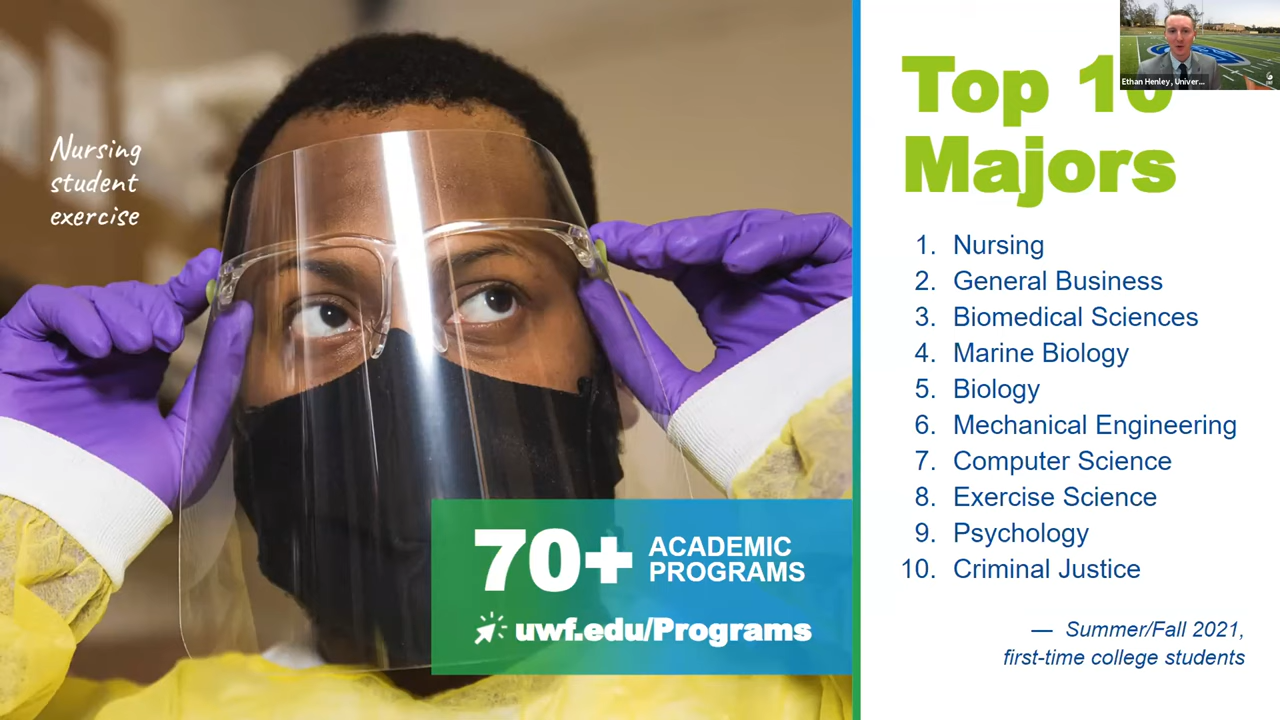 Nursing
student
exercise
70+ ACADEMIC
PROGRAMS
uwf.edu/Programs
Ethan Henley, Univer...
Top 10
Majors
1. Nursing
2. General Business
3. Biomedical Sciences
4. Marine Biology
5. Biology
6. Mechanical Engineering
7. Computer Science
8. Exercise Science
9. Psychology
10. Criminal Justice
— Summer/Fall 2021,
first-time college students